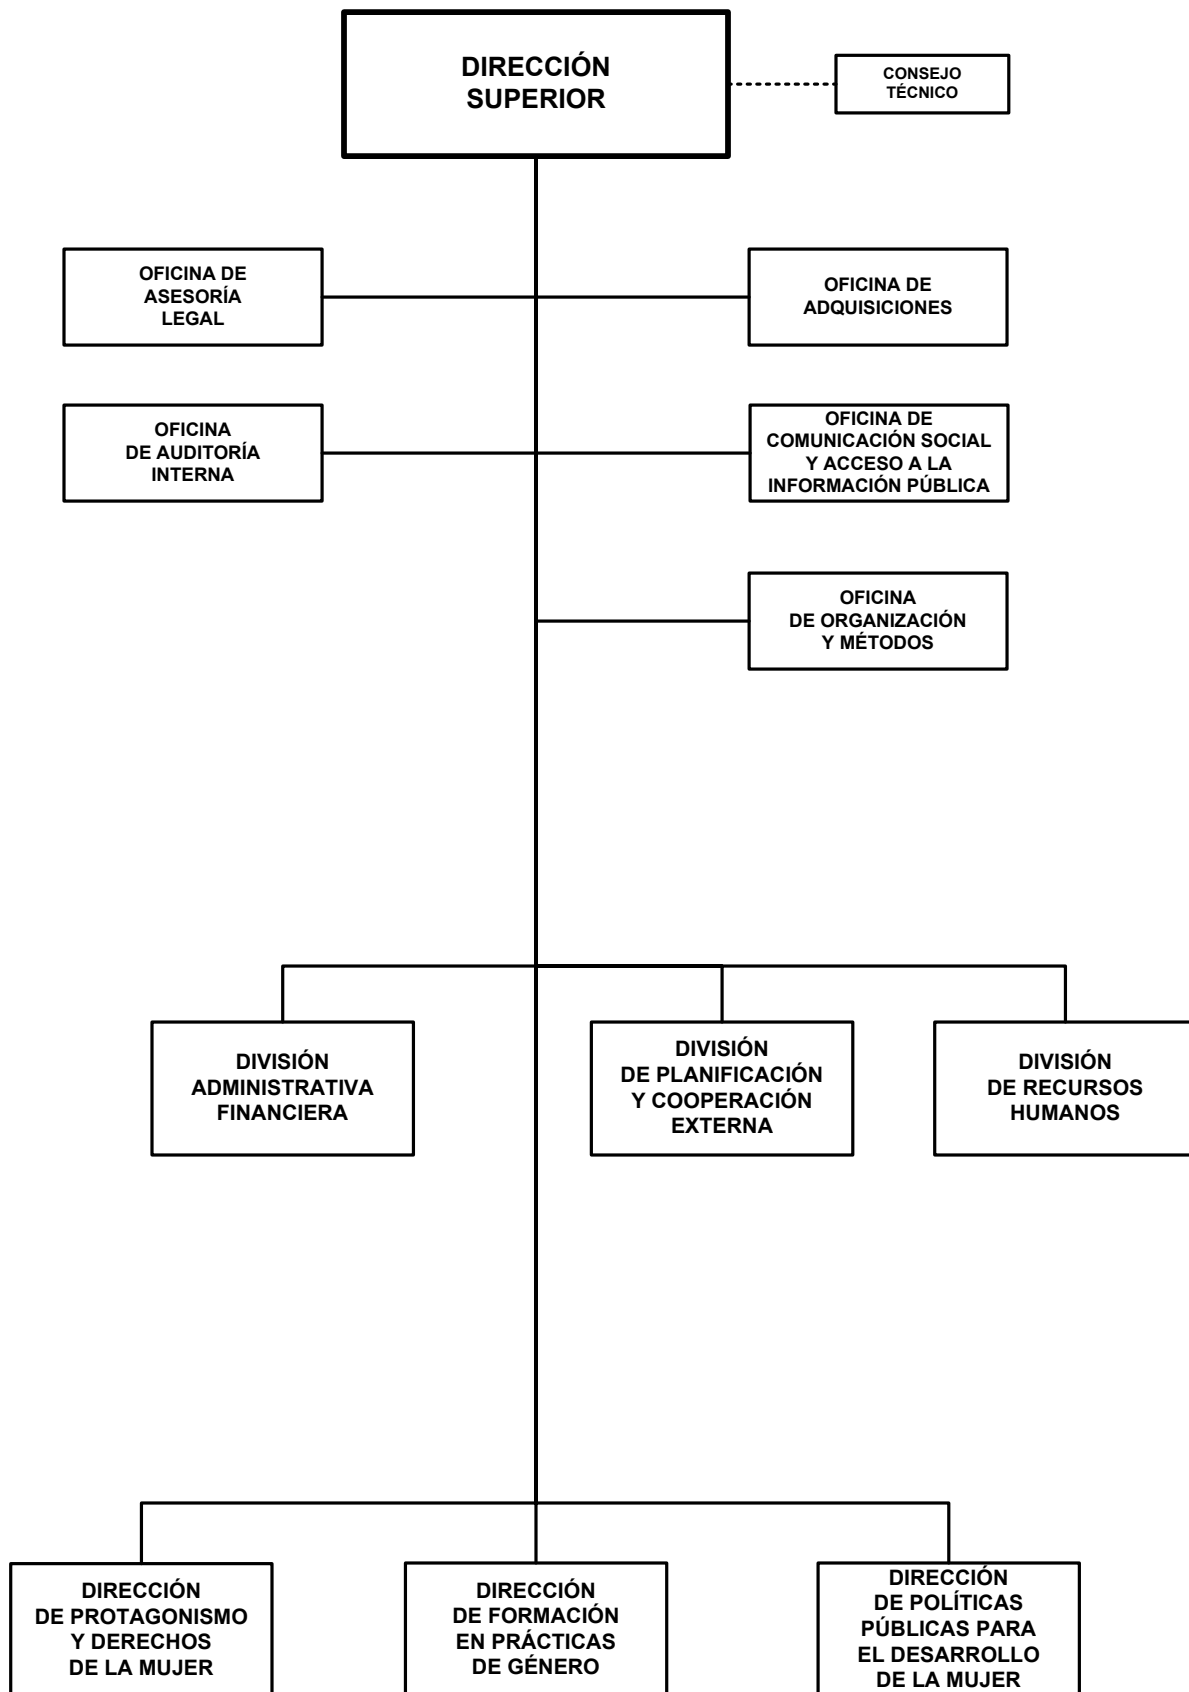 DIRECCIÓN
SUPERIOR
CONSEJO
TÉCNICO
OFICINA DE
ASESORÍA
LEGAL
OFICINA DE
ADQUISICIONES
OFICINA
DE AUDITORÍA
INTERNA
OFICINA DE
COMUNICACIÓN SOCIAL
Y ACCESO A LA
INFORMACIÓN PÚBLICA
OFICINA
DE ORGANIZACIÓN
Y MÉTODOS
DIVISIÓN
ADMINISTRATIVA
FINANCIERA
DIVISIÓN
DE PLANIFICACIÓN
Y COOPERACIÓN
EXTERNA
DIVISIÓN
DE RECURSOS
HUMANOS
DIRECCIÓN
DE PROTAGONISMO
Y DERECHOS
DE LA MUJER
DIRECCIÓN
DE FORMACIÓN
EN PRÁCTICAS
DE GÉNERO
DIRECCIÓN
DE POLÍTICAS
PÚBLICAS PARA
EL DESARROLLO
DE LA MUJER